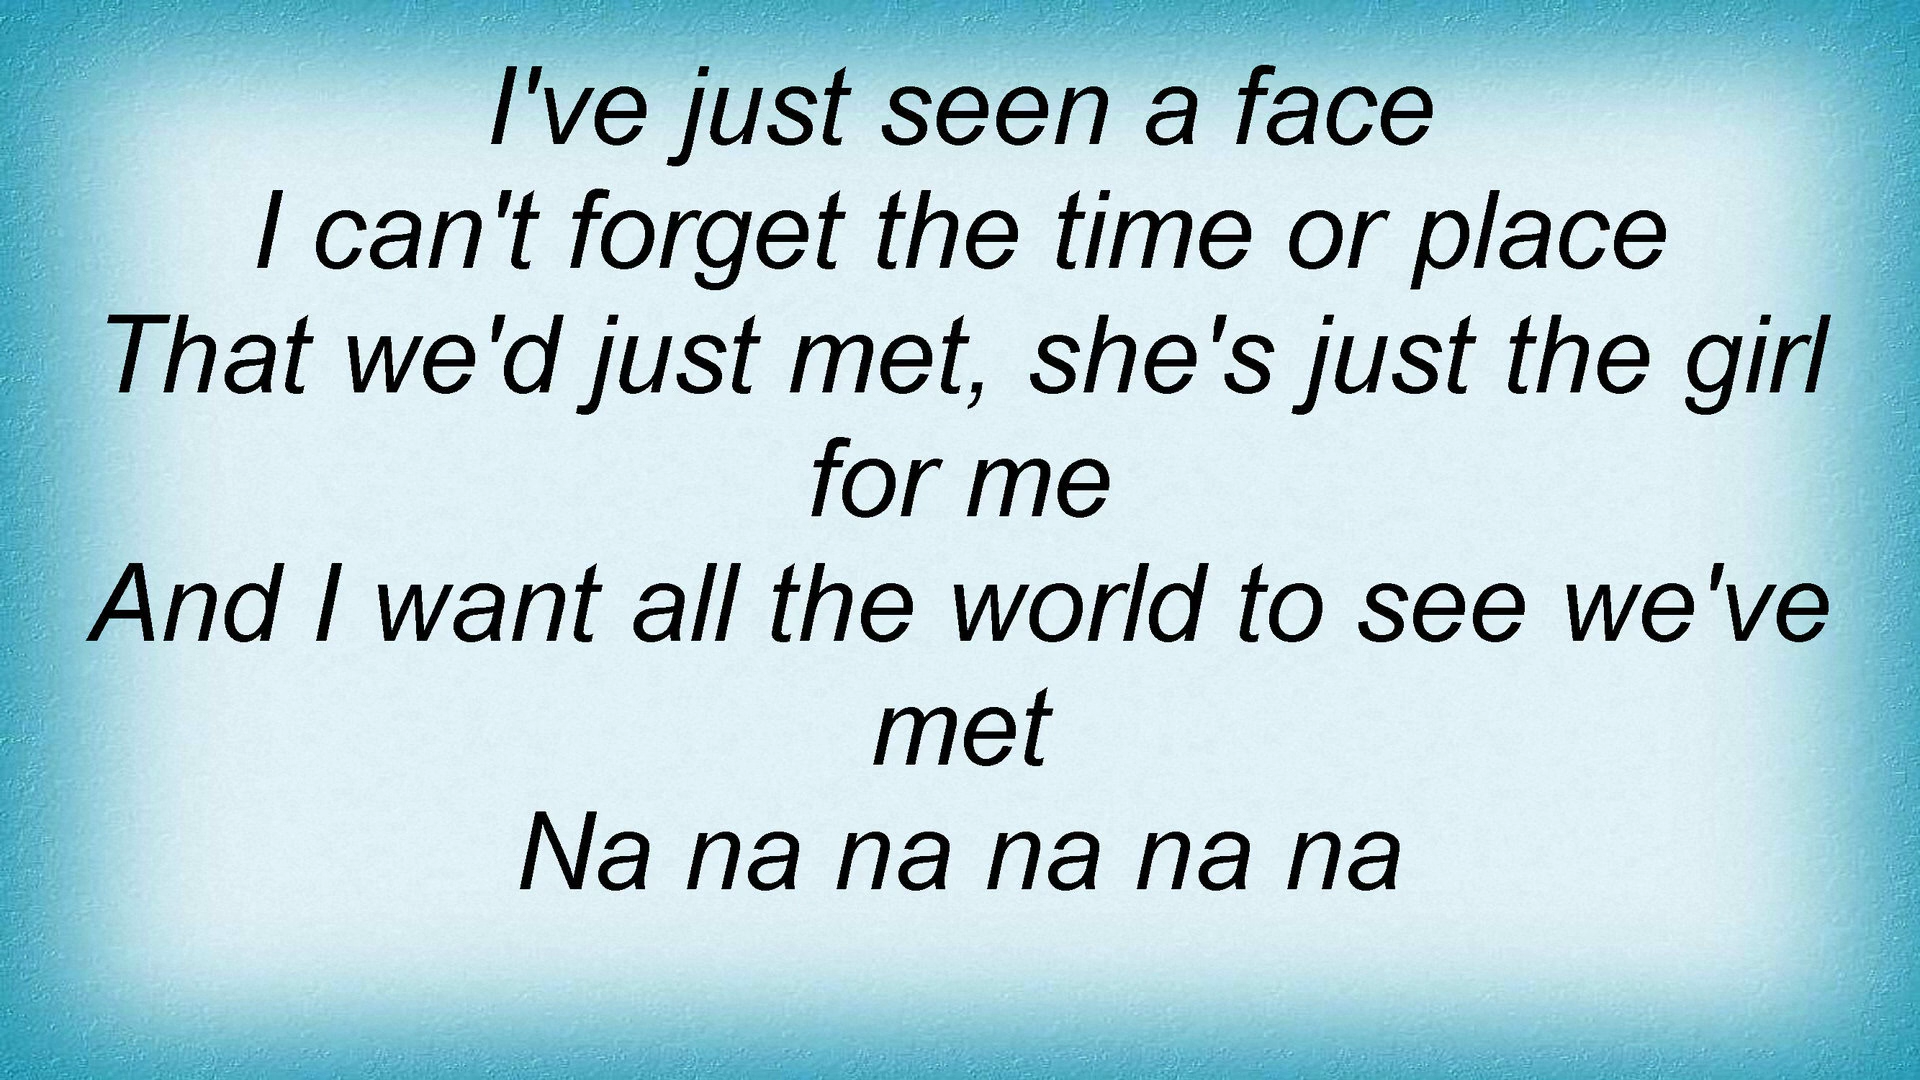 I've just seen a face
I can't forget the time or place
That we'd just met, she's just the girl
for me
And I want all the world to see we've
met
Na na na na na na